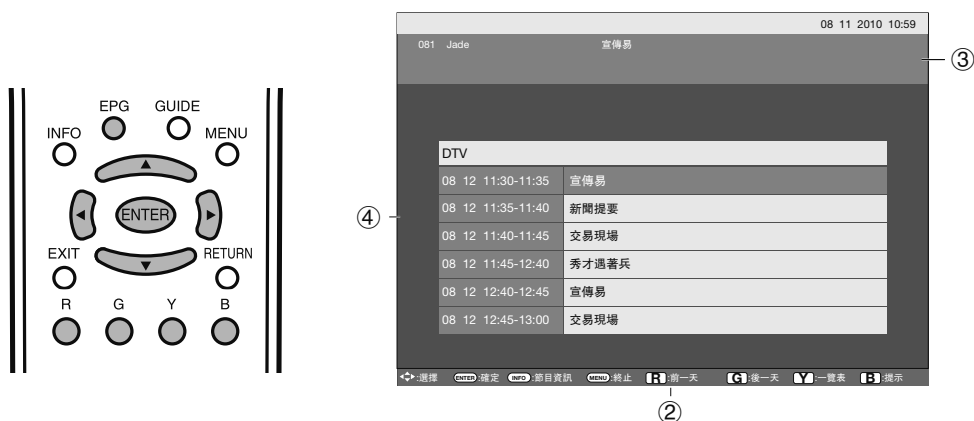 EPG GUIDE
INFO MENU
ENTER
EXIT RETURN
R G Y B
08 11 2010 10:59
081 Jade 宣傳易
③
DTV
08 12 11:30-11:35 宣傳易
08 12 11:35-11:40 新聞提要
④
08 12 11:40-11:45 交易現場
08 12 11:45-12:40 秀才遇著兵
08 12 12:40-12:45 宣傳易
08 12 12:45-13:00 交易現場
:選擇 ENTER:確定 INFO:節目資訊 MENU:終止 R:前一天 G:後一天 Y:一覽表 B:提示
②